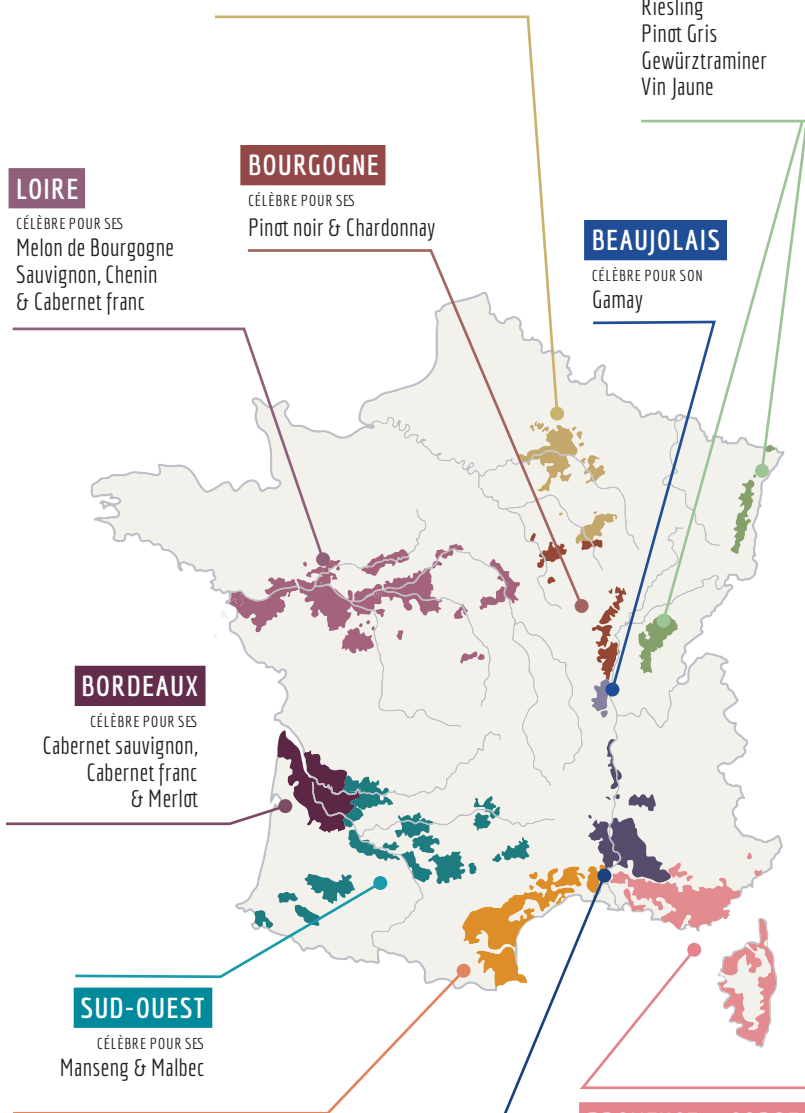 Riesling
Pinot Gris
Gewürztraminer
Vin Jaune
BOURGOGNE
CÉLÈBRE POUR SES
Pinot noir & Chardonnay
LOIRE
CÉLÈBRE POUR SES
Melon de Bourgogne
Sauvignon, Chenin
& Cabernet franc
BEAUJOLAIS
CÉLÈBRE POUR SON
Gamay
BORDEAUX
CÉLÈBRE POUR SES
Cabernet sauvignon,
Cabernet franc
& Merlot
SUD-OUEST
CÉLÈBRE POUR SES
Manseng & Malbec